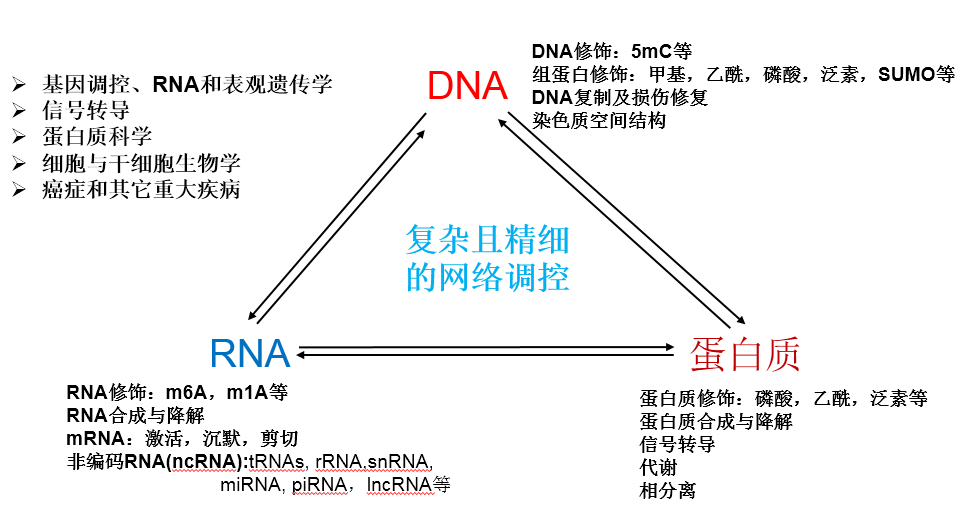 DNA修饰：5mC等
组蛋白修饰：甲基，乙酰，磷酸，泛素，SUMO等
DNA复制及损伤修复
染色质空间结构
DNA
➢ 基因调控、RNA和表观遗传学
➢ 信号转导
➢ 蛋白质科学
➢ 细胞与干细胞生物学
➢ 癌症和其它重大疾病
复杂且精细
的网络调控
RNA
RNA修饰：m6A，m1A等
RNA合成与降解
mRNA：激活，沉默，剪切
非编码RNA(ncRNA):tRNAs, rRNA,snRNA,
miRNA, piRNA，lncRNA等
蛋白质
蛋白质修饰：磷酸，乙酰，泛素等
蛋白质合成与降解
信号转导
代谢
相分离